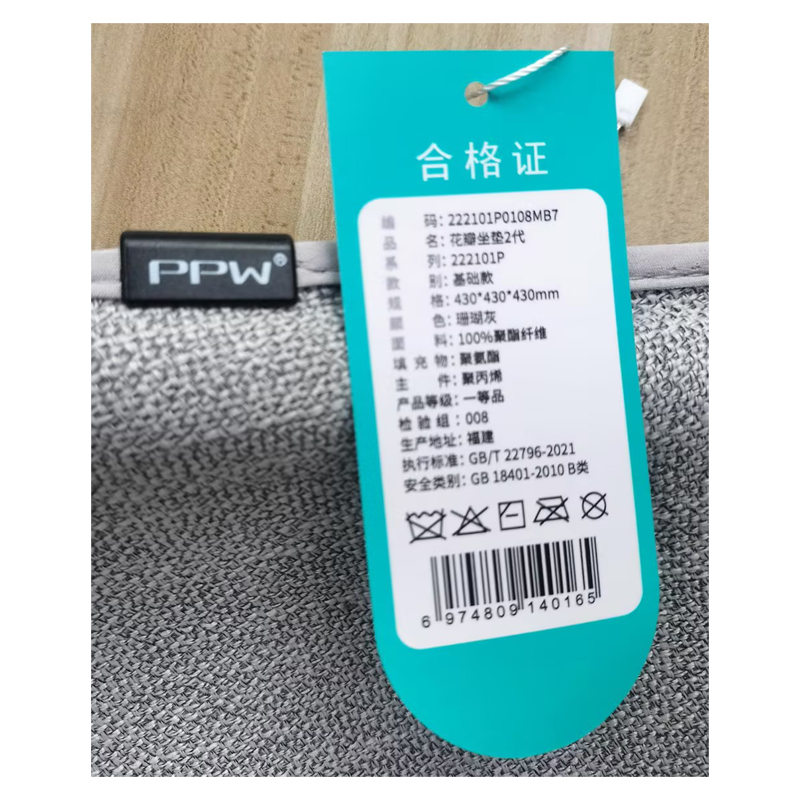 合格证
PPW®
编 码：222101P0108MB7
品 名：花瓣坐垫2代
系 列：222101P
款 别：基础款
规 格：430*430*430mm
颜 色：珊瑚灰
面 料：100%聚酯纤维
填 充 物：聚氨酯
主 件：聚丙烯
产品等级：一等品
检 验 组：008
生产地址：福建
执行标准：GB/T 22796-2021
安全类别：GB 18401-2010 B类
6 974809 140165